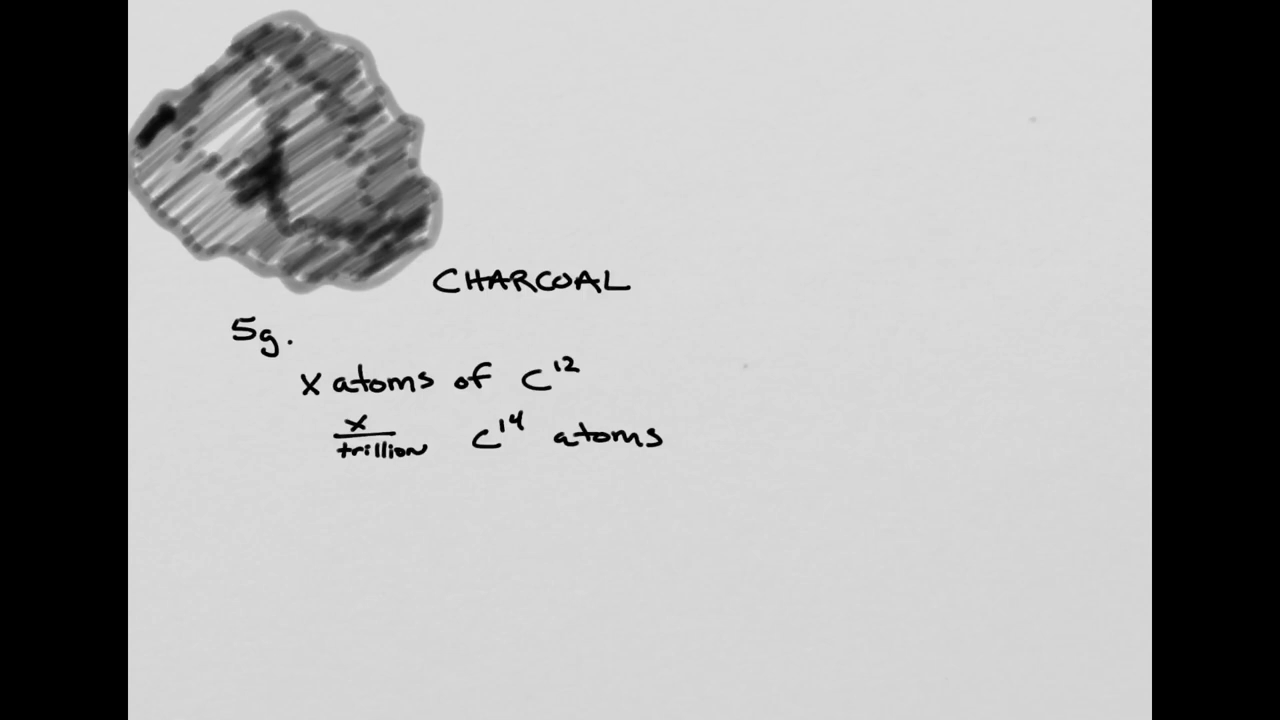 CHARCOAL
5g.
x atoms of C¹²
x/trillion C¹⁴ atoms